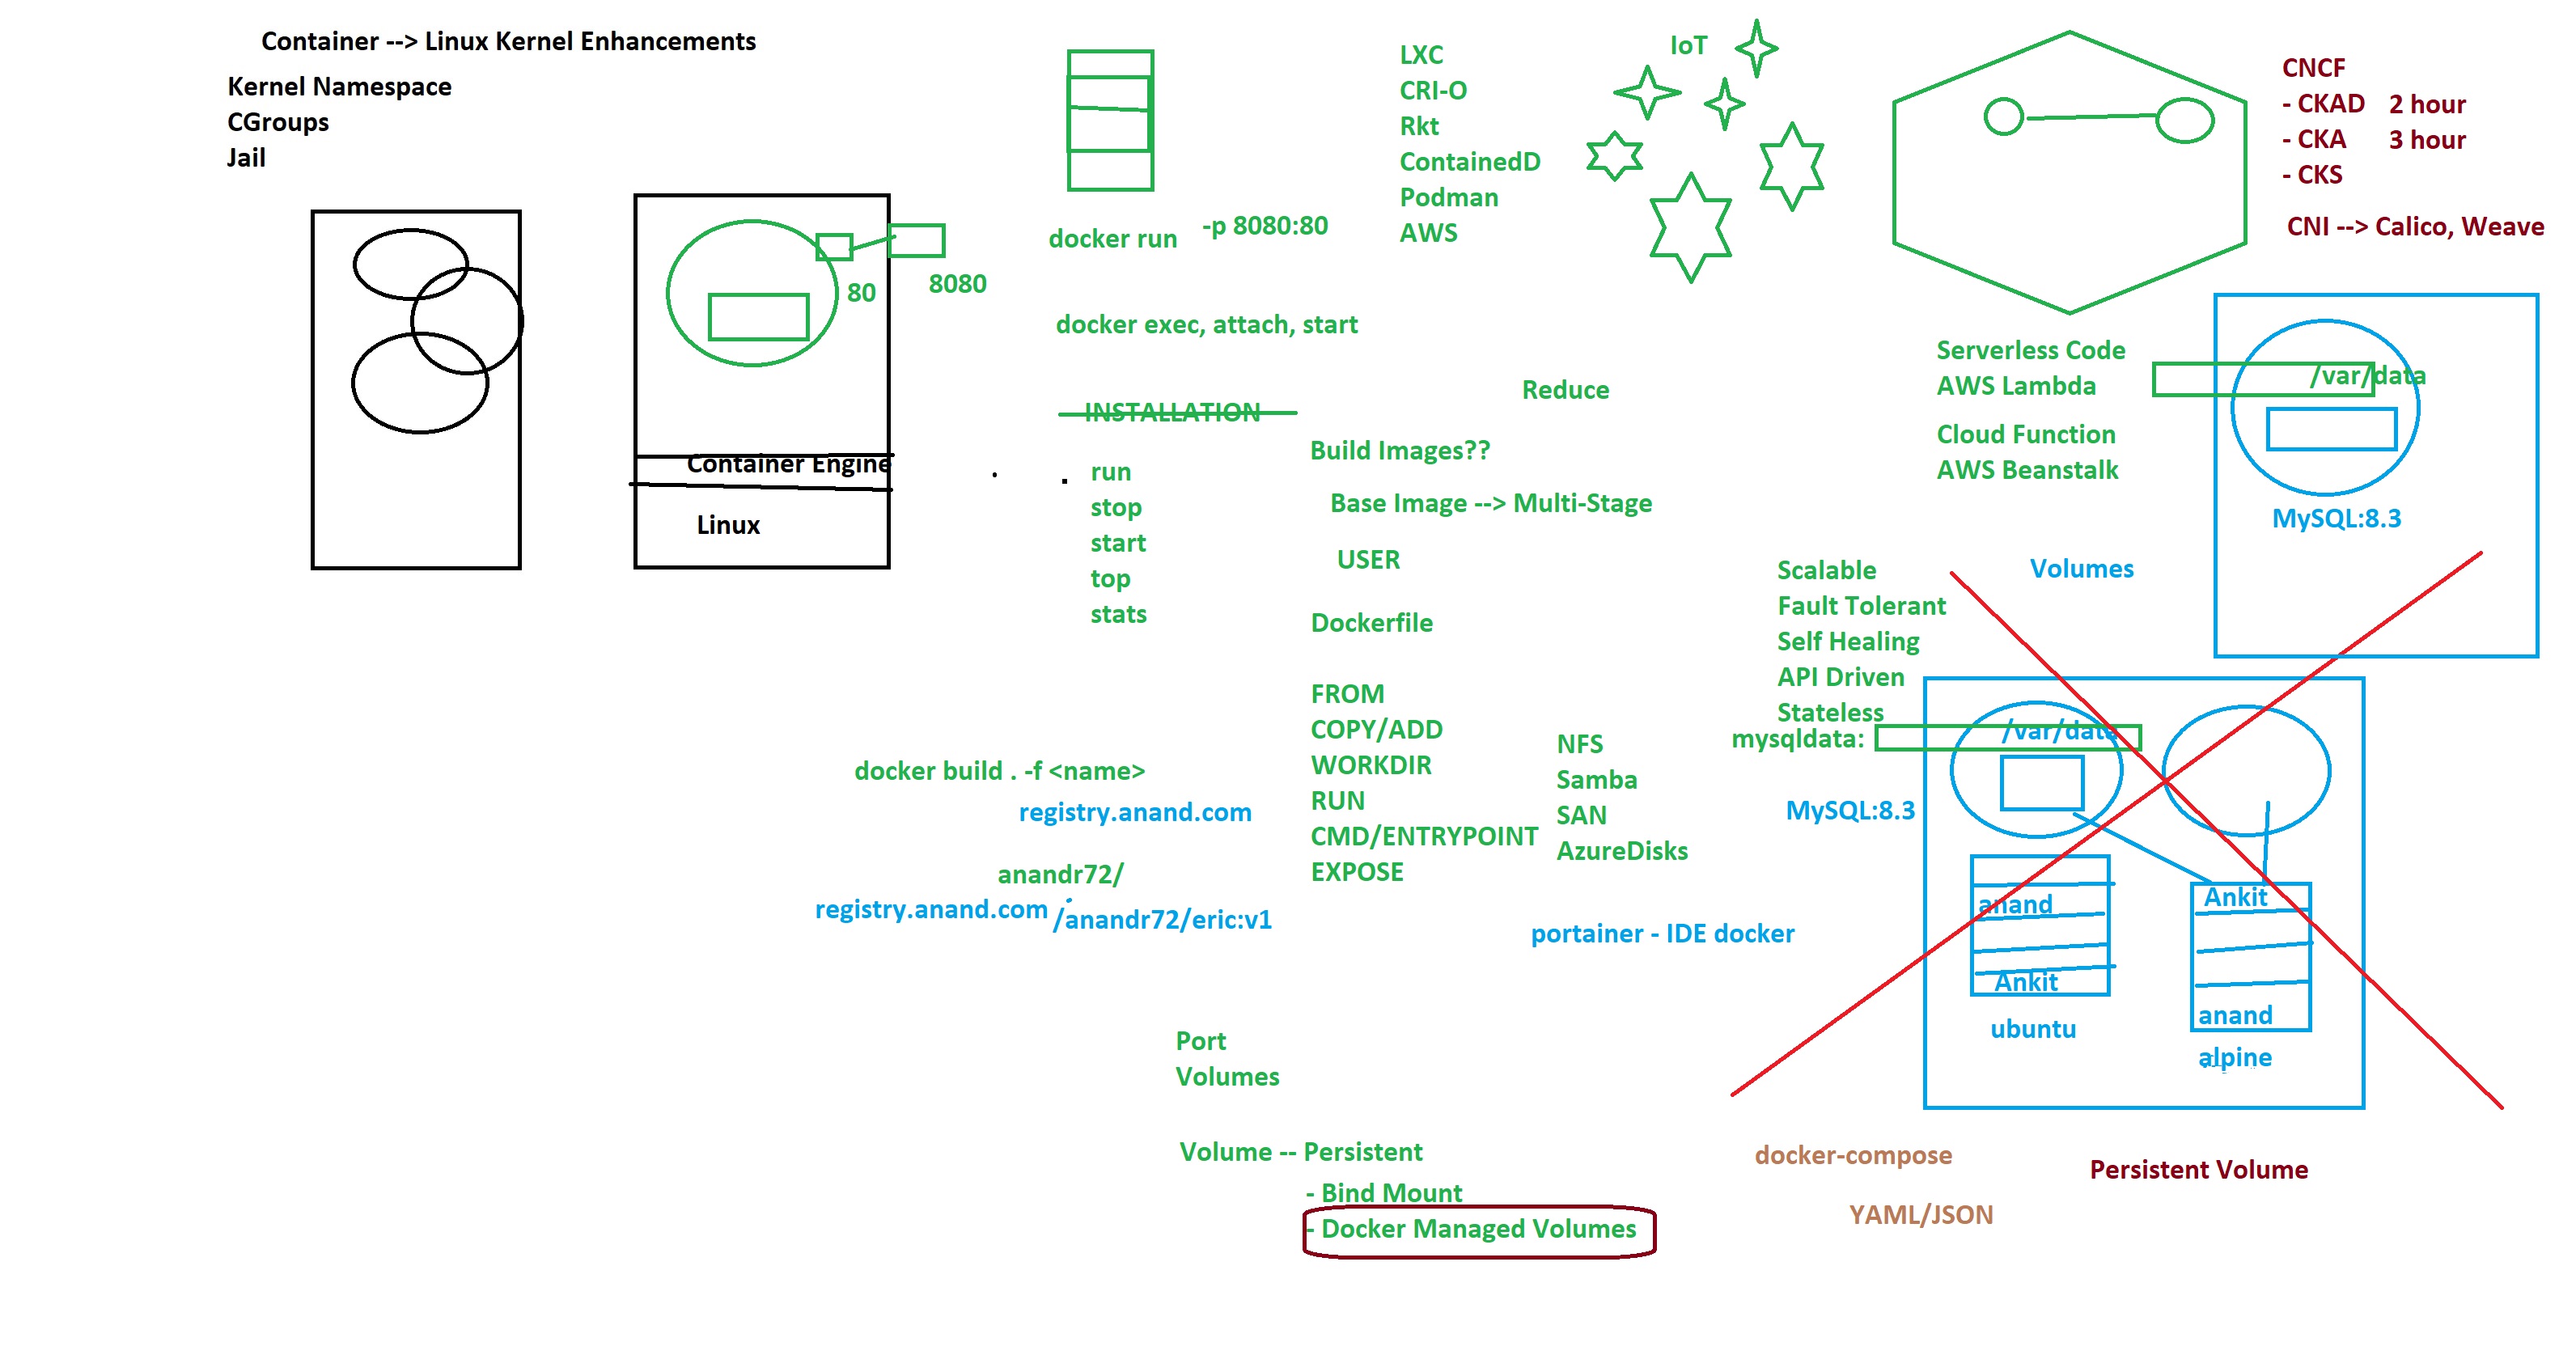 Container --> Linux Kernel Enhancements
Kernel Namespace
CGroups
Jail
80
8080
Container Engine
Linux
docker run
-p 8080:80
docker exec, attach, start
INSTALLATION
run
stop
start
top
stats
LXC
CRI-O
Rkt
ContainedD
Podman
AWS
IoT
Reduce
Build Images??
Base Image --> Multi-Stage
USER
Dockerfile
FROM
COPY/ADD
WORKDIR
RUN
CMD/ENTRYPOINT
EXPOSE
NFS
Samba
SAN
AzureDisks
docker build . -f <name>
registry.anand.com
anandr72/
registry.anand.com
/anandr72/eric:v1
portainer - IDE docker
Port
Volumes
Volume -- Persistent
- Bind Mount
- Docker Managed Volumes
CNCF
- CKAD 2 hour
- CKA 3 hour
- CKS
CNI --> Calico, Weave
Serverless Code
AWS Lambda
Cloud Function
AWS Beanstalk
/var/data
MySQL:8.3
Volumes
Scalable
Fault Tolerant
Self Healing
API Driven
Stateless
mysqldata:
/var/data
MySQL:8.3
anand
Ankit
ubuntu
Ankit
anand
alpine
docker-compose
YAML/JSON
Persistent Volume